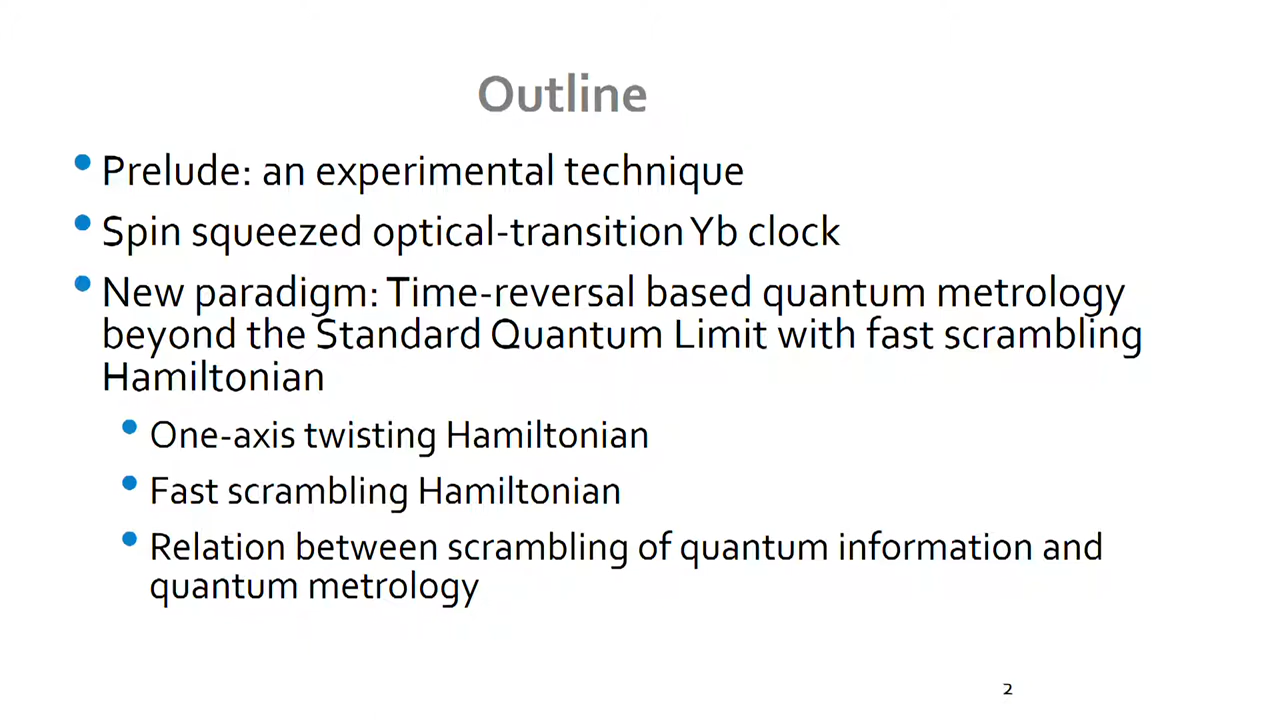 Outline
• Prelude: an experimental technique
• Spin squeezed optical-transition Yb clock
• New paradigm: Time-reversal based quantum metrology
beyond the Standard Quantum Limit with fast scrambling
Hamiltonian
• One-axis twisting Hamiltonian
• Fast scrambling Hamiltonian
• Relation between scrambling of quantum information and
quantum metrology
2